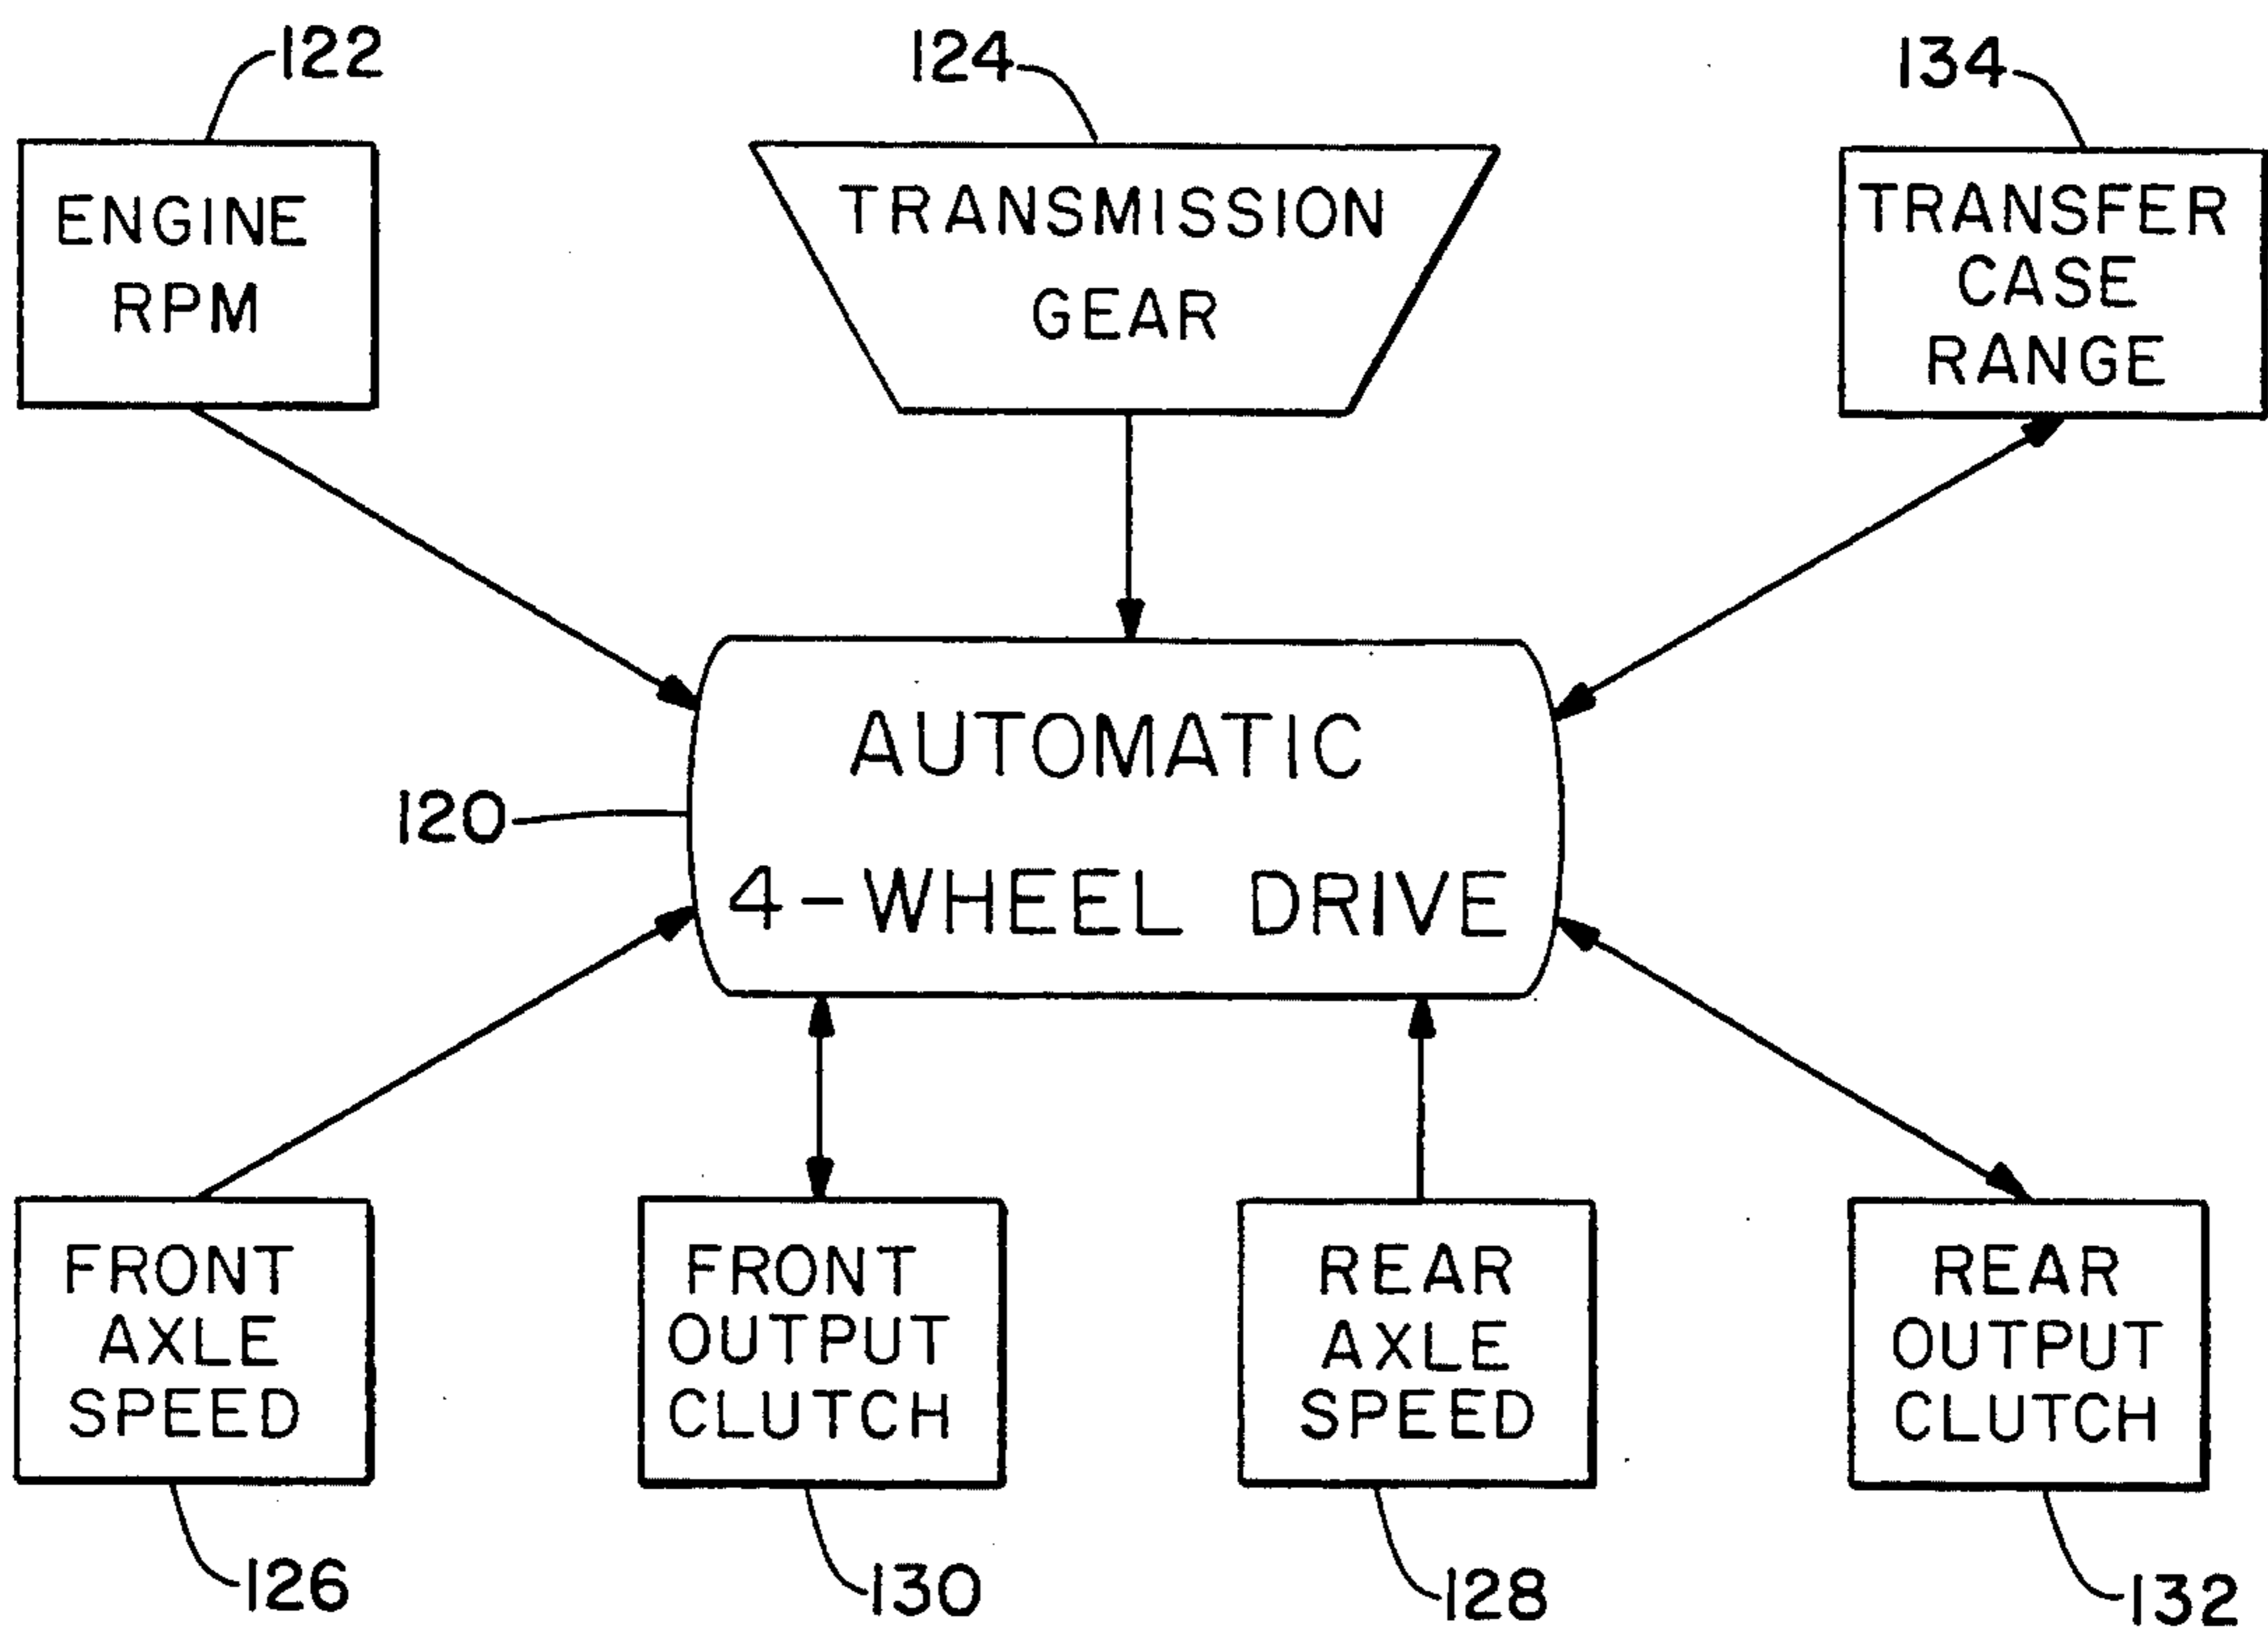 122
124
134
ENGINE
RPM
TRANSMISSION
GEAR
TRANSFER
CASE
RANGE
AUTOMATIC
4-WHEEL DRIVE
120
FRONT
AXLE
SPEED
FRONT
OUTPUT
CLUTCH
REAR
AXLE
SPEED
REAR
OUTPUT
CLUTCH
126
130
128
132